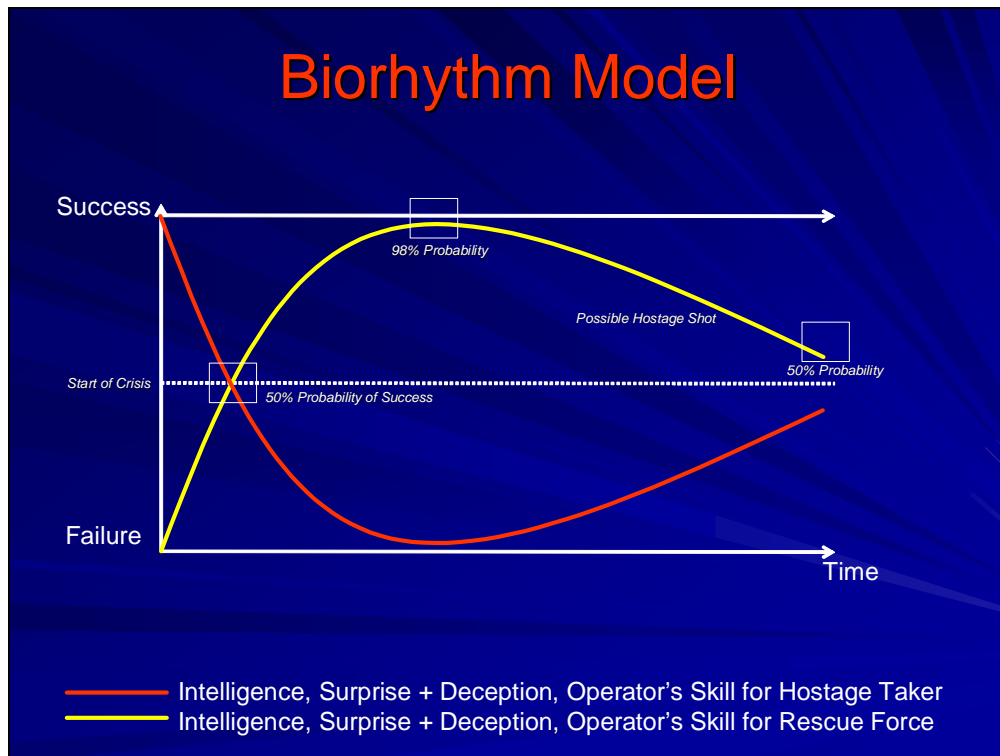 Biorhythm Model
Success
98% Probability
Possible Hostage Shot
50% Probability
Start of Crisis
50% Probability of Success
Failure
Time
Intelligence, Surprise + Deception, Operator's Skill for Hostage Taker
Intelligence, Surprise + Deception, Operator's Skill for Rescue Force